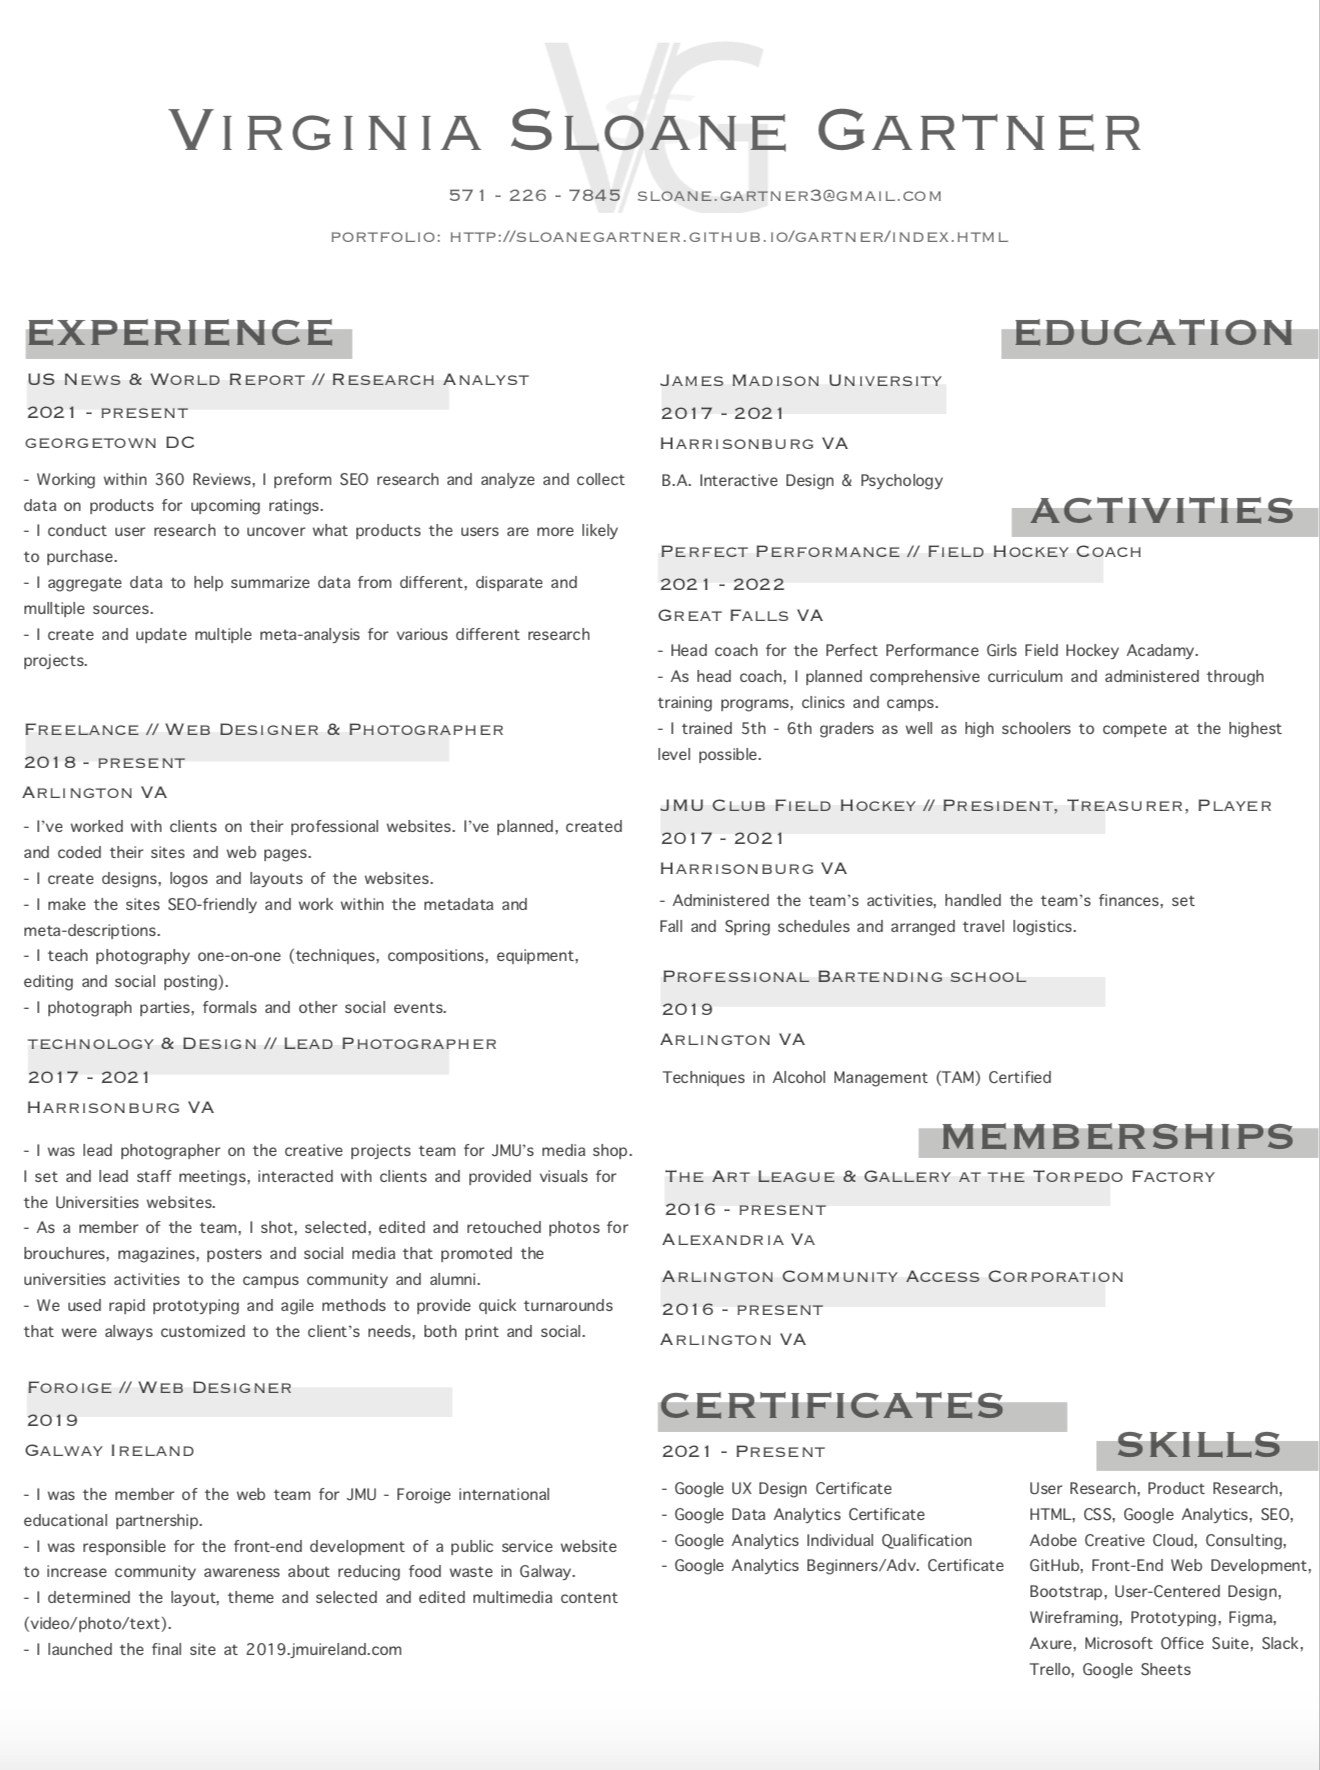 VG
Virginia Sloane Gartner
571 - 226 - 7845 sloane.gartner3@gmail.com
portfolio: http://sloanegartner.github.io/gartner/index.html
EXPERIENCE
US News & World Report // Research Analyst
2021 - present
georgetown DC
- Working within 360 Reviews, I preform SEO research and analyze and collect
data on products for upcoming ratings.
- I conduct user research to uncover what products the users are more likely
to purchase.
- I aggregate data to help summarize data from different, disparate and
mulltiple sources.
- I create and update multiple meta-analysis for various different research
projects.
Freelance // Web Designer & Photographer
2018 - present
Arlington VA
- I've worked with clients on their professional websites. I've planned, created
and coded their sites and web pages.
- I create designs, logos and layouts of the websites.
- I make the sites SEO-friendly and work within the metadata and
meta-descriptions.
- I teach photography one-on-one (techniques, compositions, equipment,
editing and social posting).
- I photograph parties, formals and other social events.
technology & Design // Lead Photographer
2017 - 2021
Harrisonburg VA
- I was lead photographer on the creative projects team for JMU's media shop.
I set and lead staff meetings, interacted with clients and provided visuals for
the Universities websites.
- As a member of the team, I shot, selected, edited and retouched photos for
brouchures, magazines, posters and social media that promoted the
universities activities to the campus community and alumni.
- We used rapid prototyping and agile methods to provide quick turnarounds
that were always customized to the client's needs, both print and social.
Foroige // Web Designer
2019
Galway Ireland
- I was the member of the web team for JMU - Foroige international
educational partnership.
- I was responsible for the front-end development of a public service website
to increase community awareness about reducing food waste in Galway.
- I determined the layout, theme and selected and edited multimedia content
(video/photo/text).
- I launched the final site at 2019.jmuireland.com
EDUCATION
James Madison University
2017 - 2021
Harrisonburg VA
B.A. Interactive Design & Psychology
ACTIVITIES
Perfect Performance // Field Hockey Coach
2021 - 2022
Great Falls VA
- Head coach for the Perfect Performance Girls Field Hockey Acadamy.
- As head coach, I planned comprehensive curriculum and administered through
training programs, clinics and camps.
- I trained 5th - 6th graders as well as high schoolers to compete at the highest
level possible.
JMU Club Field Hockey // President, Treasurer, Player
2017 - 2021
Harrisonburg VA
- Administered the team's activities, handled the team's finances, set
Fall and Spring schedules and arranged travel logistics.
Professional Bartending school
2019
Arlington VA
Techniques in Alcohol Management (TAM) Certified
MEMBERSHIPS
The Art League & Gallery at the Torpedo Factory
2016 - present
Alexandria Va
Arlington Community Access Corporation
2016 - present
Arlington VA
CERTIFICATES
2021 - Present
- Google UX Design Certificate
- Google Data Analytics Certificate
- Google Analytics Individual Qualification
- Google Analytics Beginners/Adv. Certificate
SKILLS
User Research, Product Research,
HTML, CSS, Google Analytics, SEO,
Adobe Creative Cloud, Consulting,
GitHub, Front-End Web Development,
Bootstrap, User-Centered Design,
Wireframing, Prototyping, Figma,
Axure, Microsoft Office Suite, Slack,
Trello, Google Sheets